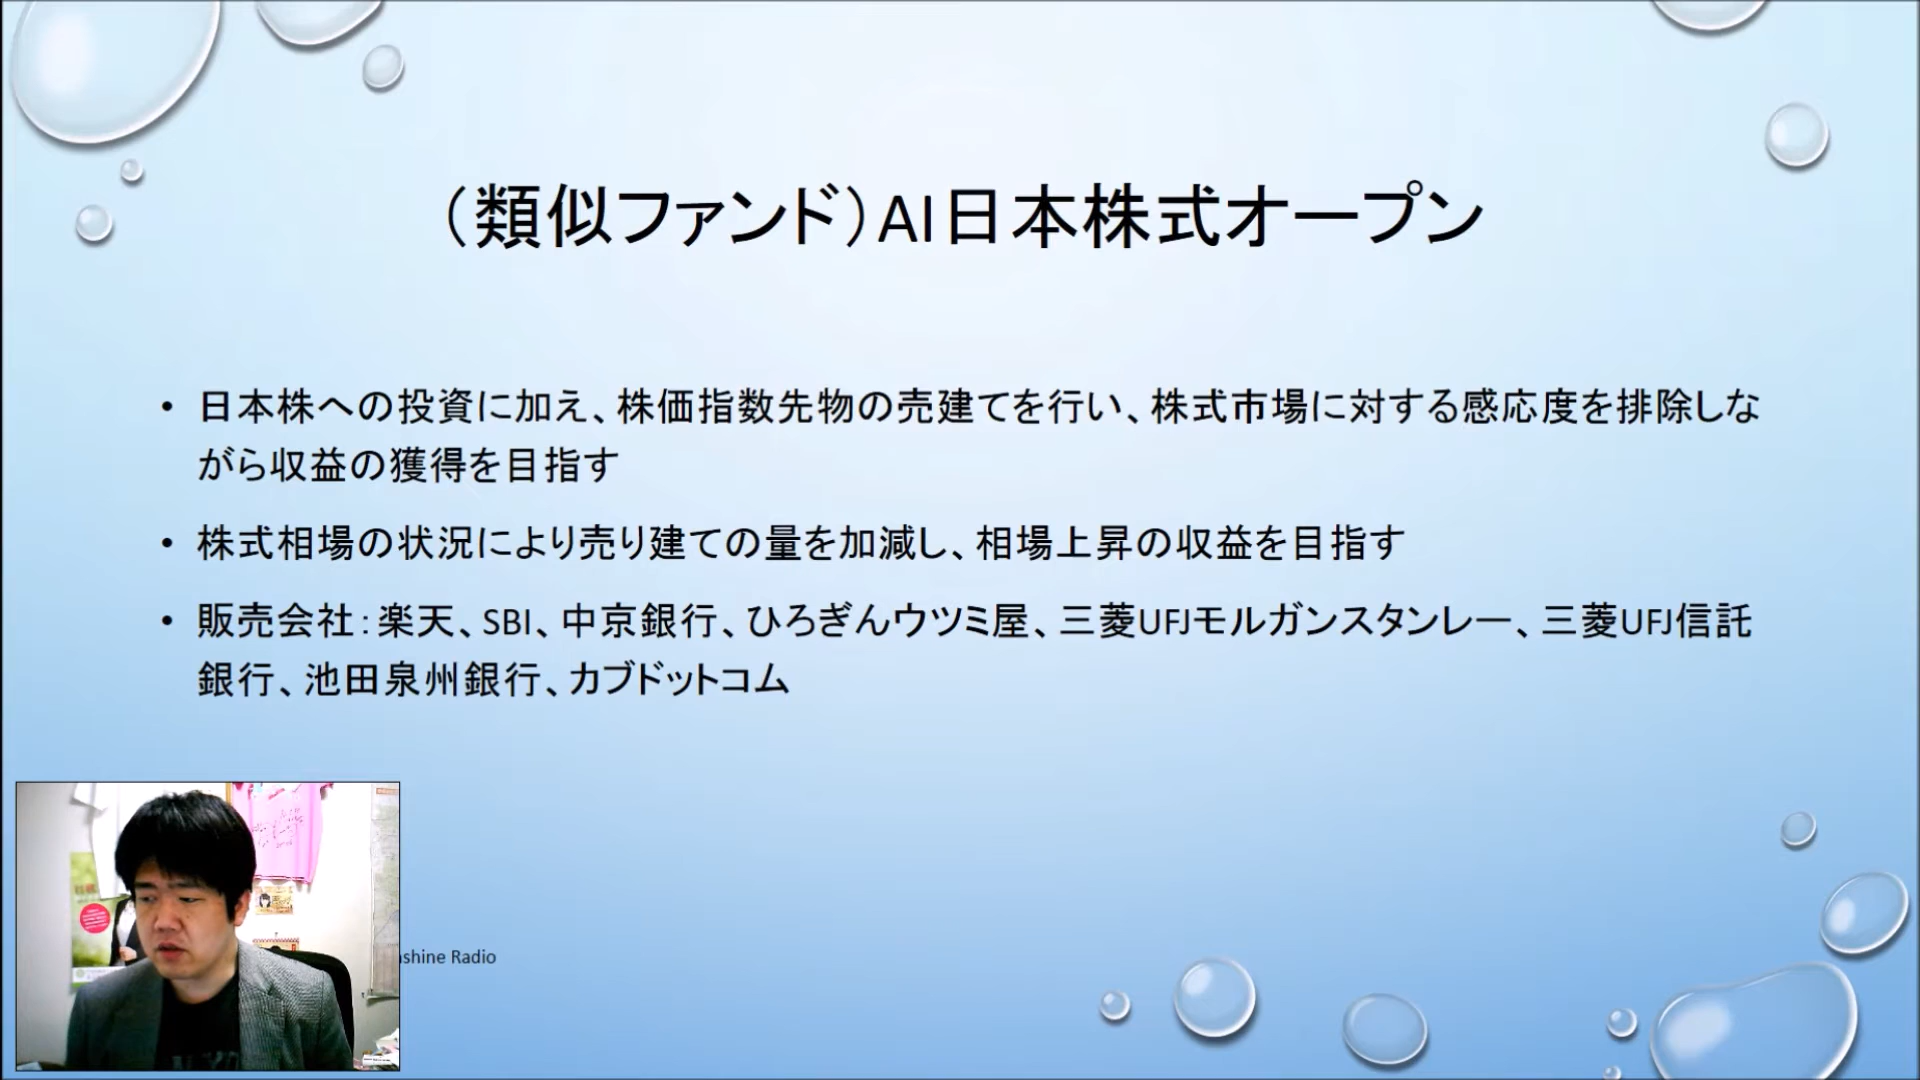 （類似ファンド）AI日本株式オープン
• 日本株への投資に加え、株価指数先物の売建てを行い、株式市場に対する感応度を排除しな
がら収益の獲得を目指す
• 株式相場の状況により売り建ての量を加減し、相場上昇の収益を目指す
• 販売会社：楽天、SBI、中京銀行、ひろぎんウツミ屋、三菱UFJモルガンスタンレー、三菱UFJ信託
銀行、池田泉州銀行、カブドットコム
shine Radio